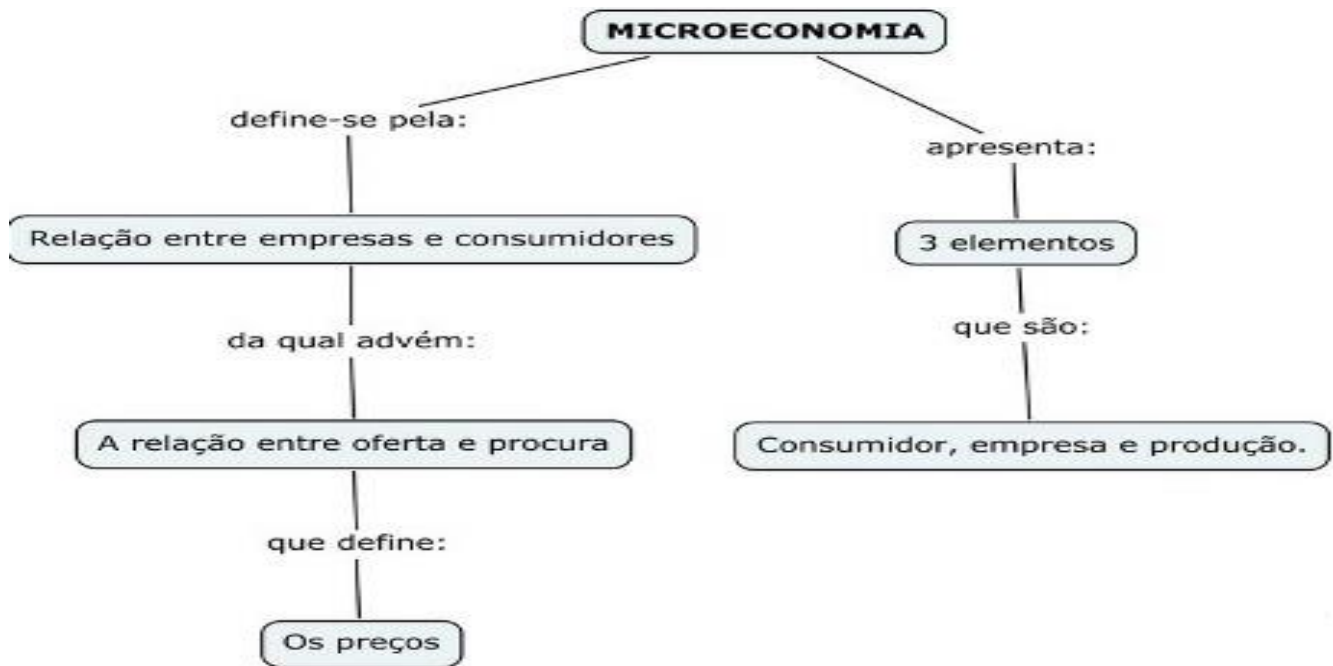 MICROECONOMIA
define-se pela:
apresenta:
Relação entre empresas e consumidores
3 elementos
da qual advém:
que são:
A relação entre oferta e procura
Consumidor, empresa e produção.
que define:
Os preços